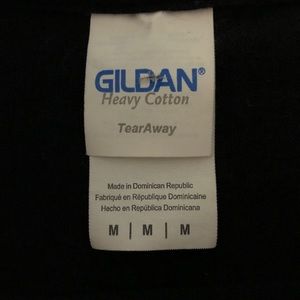 GILDAN®
Heavy Cotton
TearAway
Made in Dominican Republic
Fabriqué en République Dominicaine
Hecho en República Dominicana
M | M | M